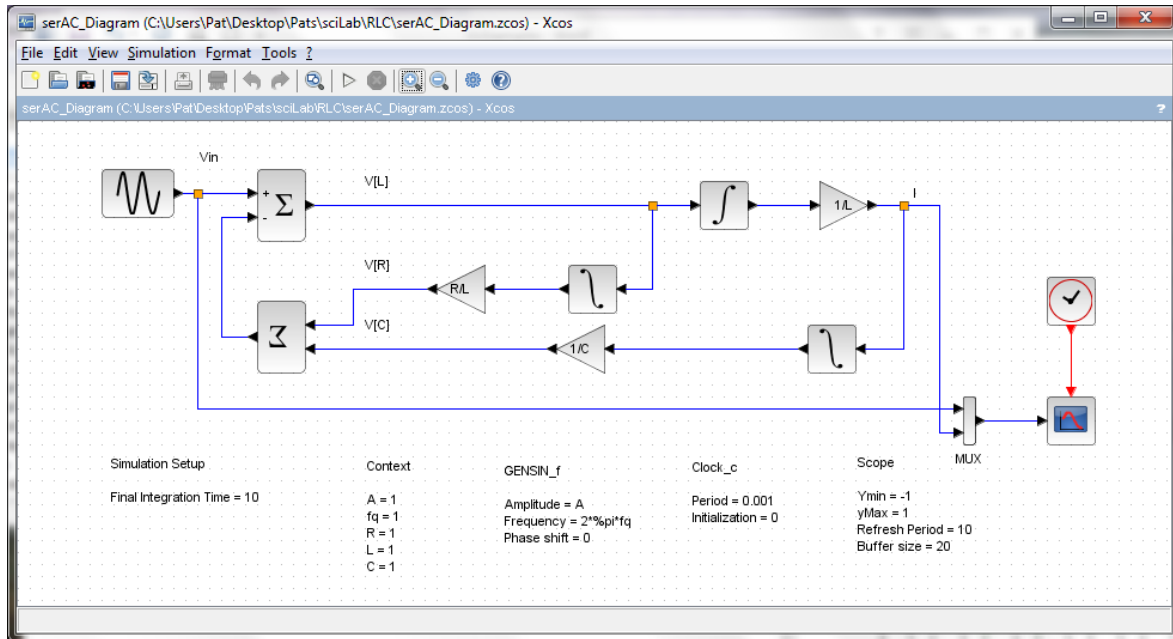 serAC_Diagram (C:\Users\Pat\Desktop\Pats\sciLab\RLC\serAC_Diagram.zcos) - Xcos
File Edit View Simulation Format Tools ?
serAC_Diagram (C:\Users\Pat\Desktop\Pats\sciLab\RLC\serAC_Diagram.zcos) - Xcos ?
Vin
+
-
Σ
V[L]
∫
1/L
I
V[R]
R/L
∫
Σ
V[C]
1/C
∫
MUX
Simulation Setup
Final Integration Time = 10
Context
A = 1
fq = 1
R = 1
L = 1
C = 1
GENSIN_f
Amplitude = A
Frequency = 2*%pi*fq
Phase shift = 0
Clock_c
Period = 0.001
Initialization = 0
Scope
Ymin = -1
yMax = 1
Refresh Period = 10
Buffer size = 20